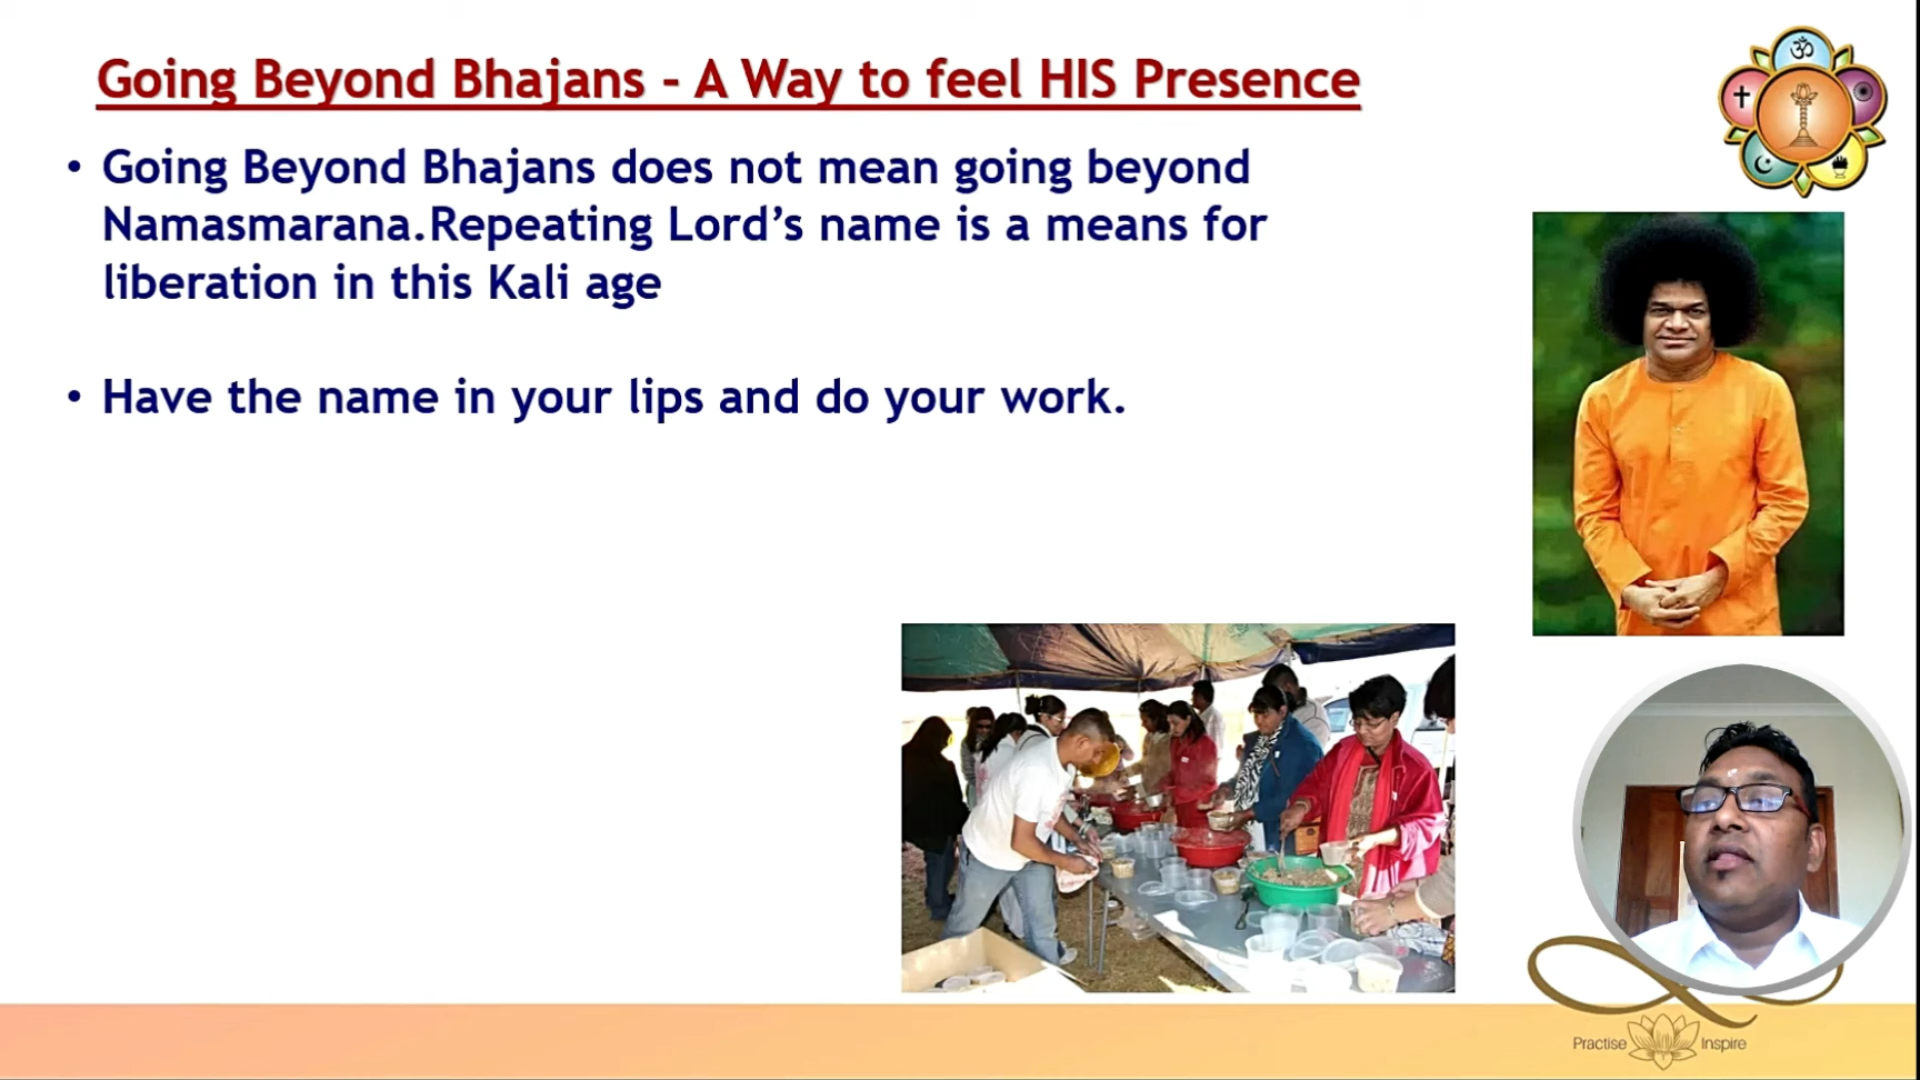 Going Beyond Bhajans - A Way to feel HIS Presence
• Going Beyond Bhajans does not mean going beyond
Namasmarana.Repeating Lord's name is a means for
liberation in this Kali age
• Have the name in your lips and do your work.
ॐ
Practise Inspire